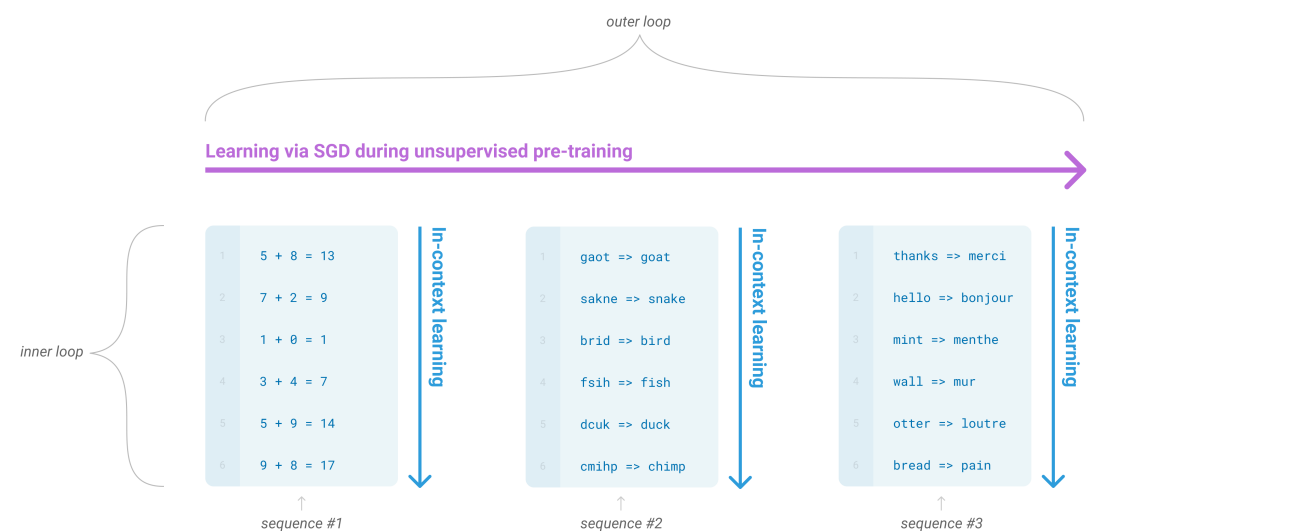 outer loop
Learning via SGD during unsupervised pre-training
inner loop
1 5 + 8 = 13
2 7 + 2 = 9
3 1 + 0 = 1
4 3 + 4 = 7
5 5 + 9 = 14
6 9 + 8 = 17
In-context learning
sequence #1
1 gaot => goat
2 sakne => snake
3 brid => bird
4 fsih => fish
5 dcuk => duck
6 cmihp => chimp
In-context learning
sequence #2
1 thanks => merci
2 hello => bonjour
3 mint => menthe
4 wall => mur
5 otter => loutre
6 bread => pain
In-context learning
sequence #3